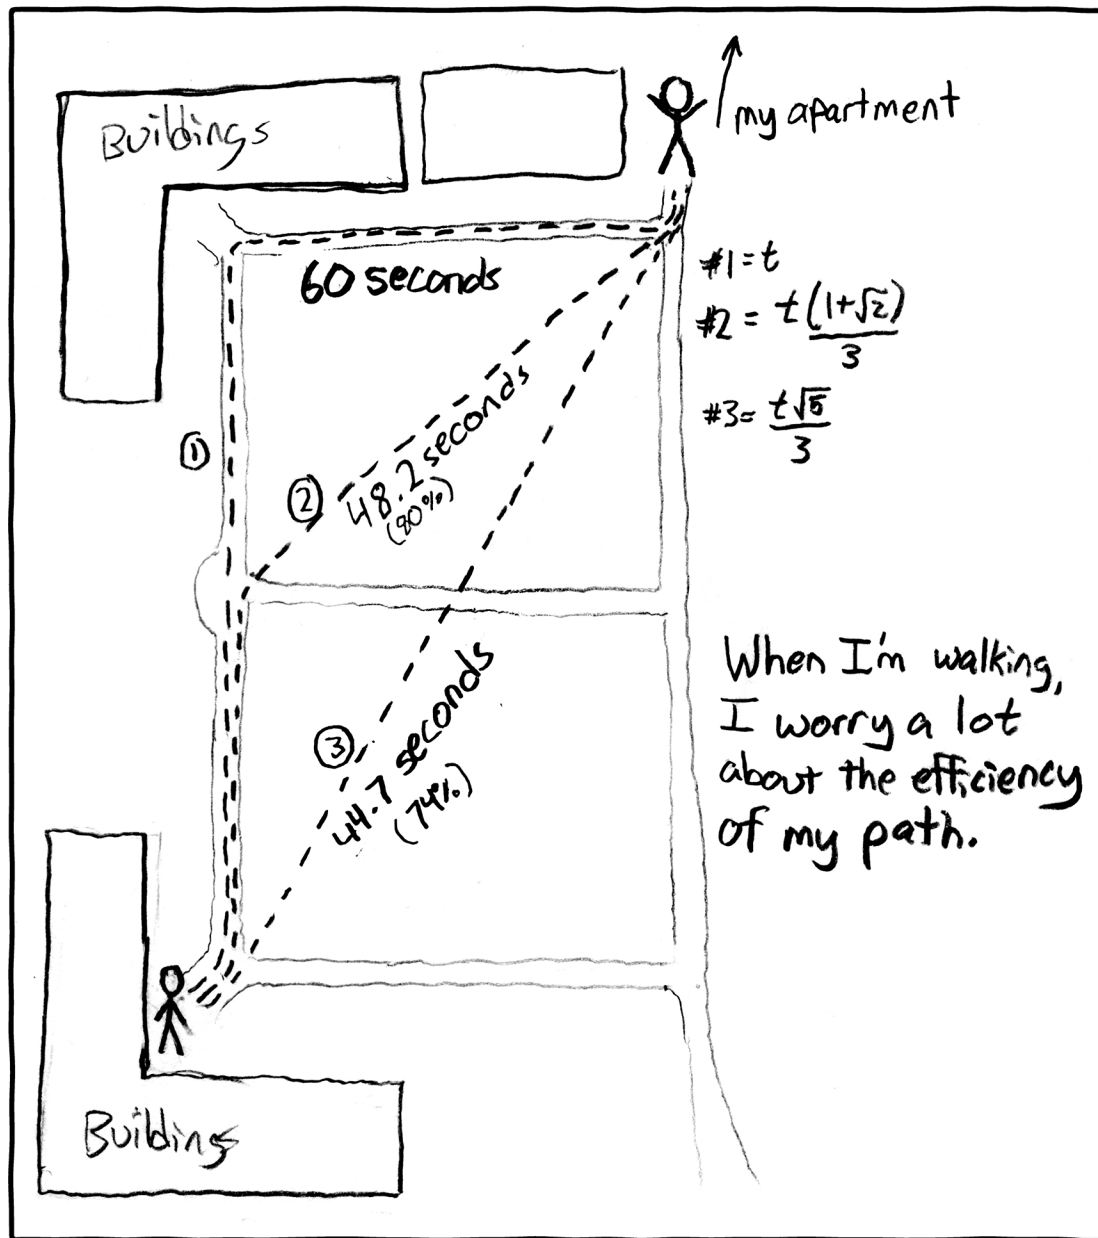 Buildings
my apartment
60 seconds
#1 = t
#2 = t(1+√2)
3
#3 = t√5
3
①
②
48.2 seconds
(80%)
③
44.7 seconds
(74%)
When I'm walking,
I worry a lot
about the efficiency
of my path.
Buildings